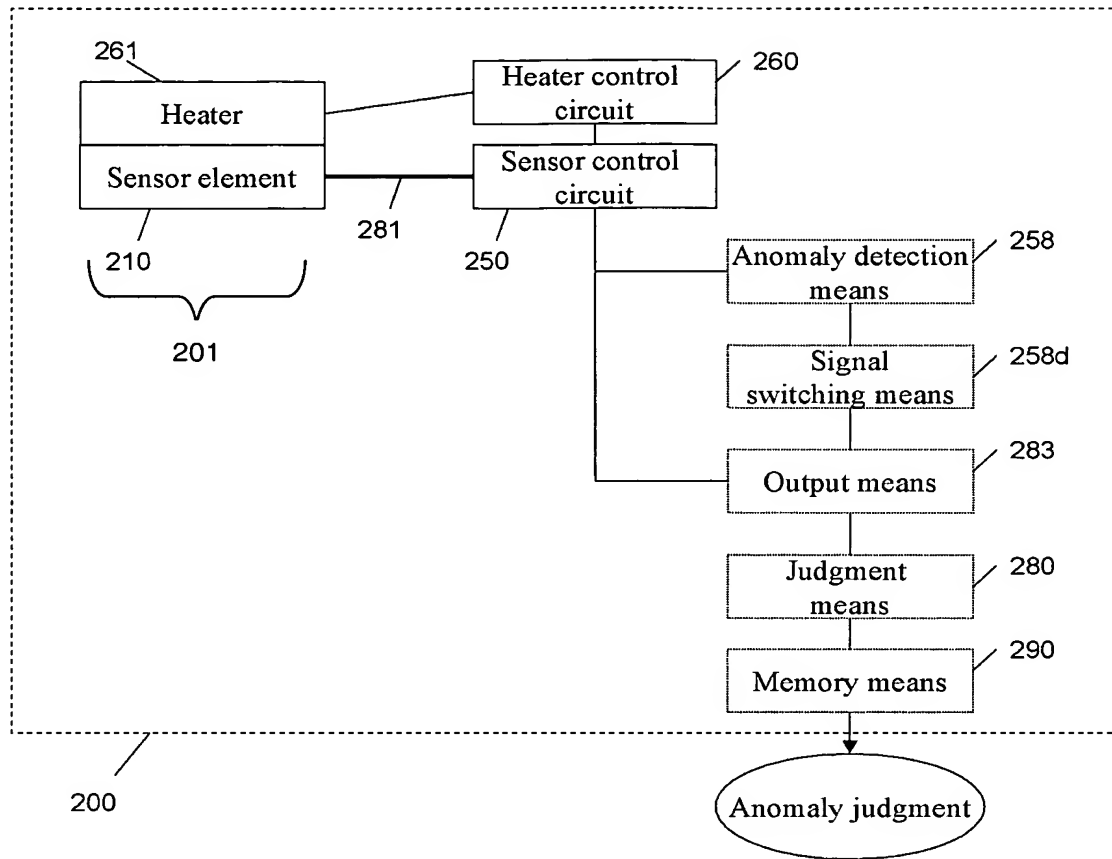 261
260
Heater
Heater control
circuit
Sensor element
Sensor control
circuit
281
210
250
258
Anomaly detection
means
201
258d
Signal
switching means
283
Output means
280
Judgment
means
290
Memory means
200
Anomaly judgment